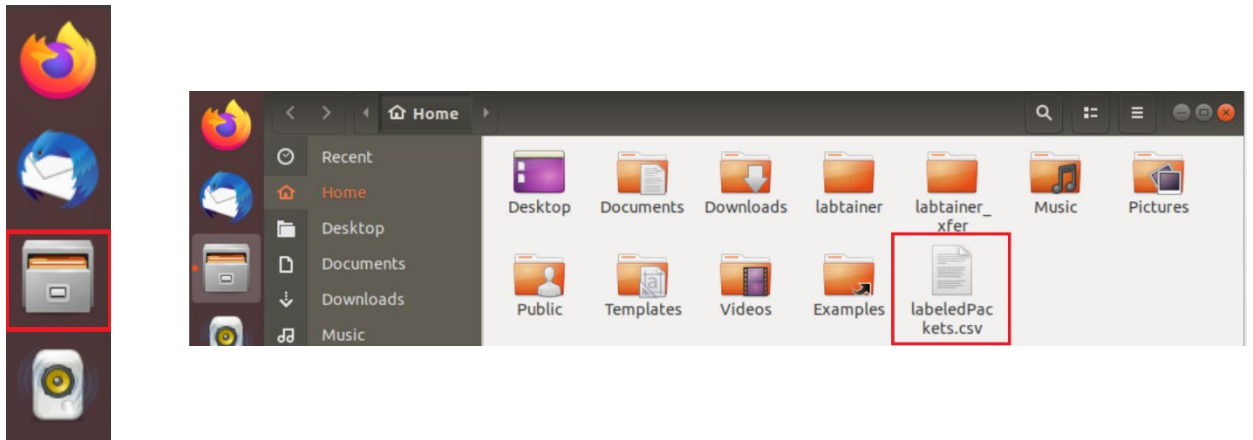 Home
Recent
Home
Desktop
Documents
Downloads
Music
Desktop
Documents
Downloads
labtainer
labtainer_
xfer
Music
Pictures
Public
Templates
Videos
Examples
labeledPac
kets.csv